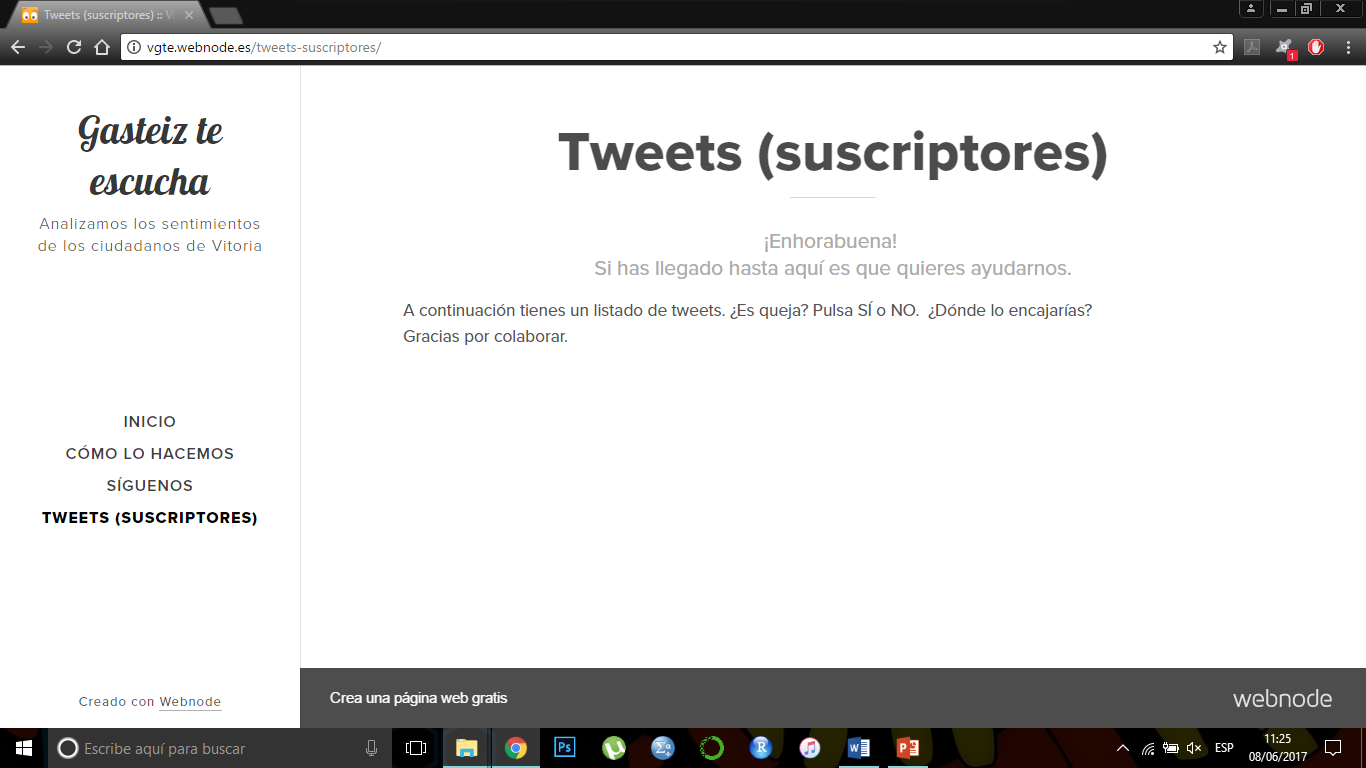 Tweets (suscriptores) :: V
vgte.webnode.es/tweets-suscriptores/
1
Gasteiz te
escucha
Analizamos los sentimientos
de los ciudadanos de Vitoria
INICIO
CÓMO LO HACEMOS
SÍGUENOS
TWEETS (SUSCRIPTORES)
Creado con Webnode
Tweets (suscriptores)
¡Enhorabuena!
Si has llegado hasta aquí es que quieres ayudarnos.
A continuación tienes un listado de tweets. ¿Es queja? Pulsa SÍ o NO.  ¿Dónde lo encajarías?
Gracias por colaborar.
Crea una página web gratis
webnode
Escribe aquí para buscar
Ps
Σα
R
W
P
ESP
11:25
08/06/2017